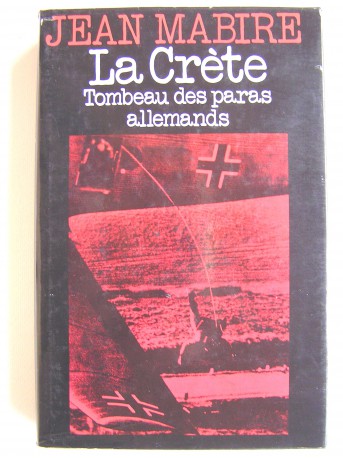 JEAN MABIRE
La Crète
Tombeau des paras
allemands